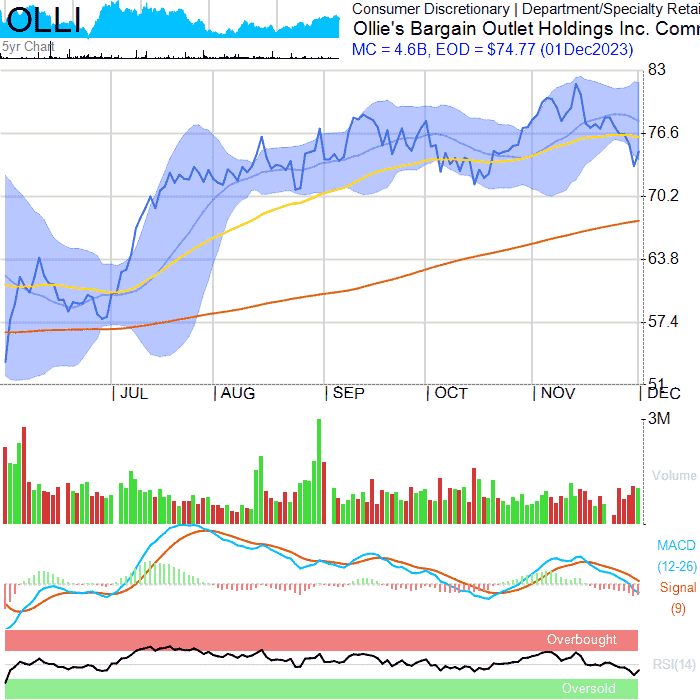 OLLI
5yr Chart
Consumer Discretionary | Department/Specialty Retai
Ollie's Bargain Outlet Holdings Inc. Comm
MC = 4.6B, EOD = $74.77 (01Dec2023)
83
76.6
70.2
63.8
57.4
51
| JUL | AUG | SEP | OCT | NOV | DEC
3M
Volume
MACD
(12-26)
Signal
(9)
Overbought
RSI(14)
Oversold